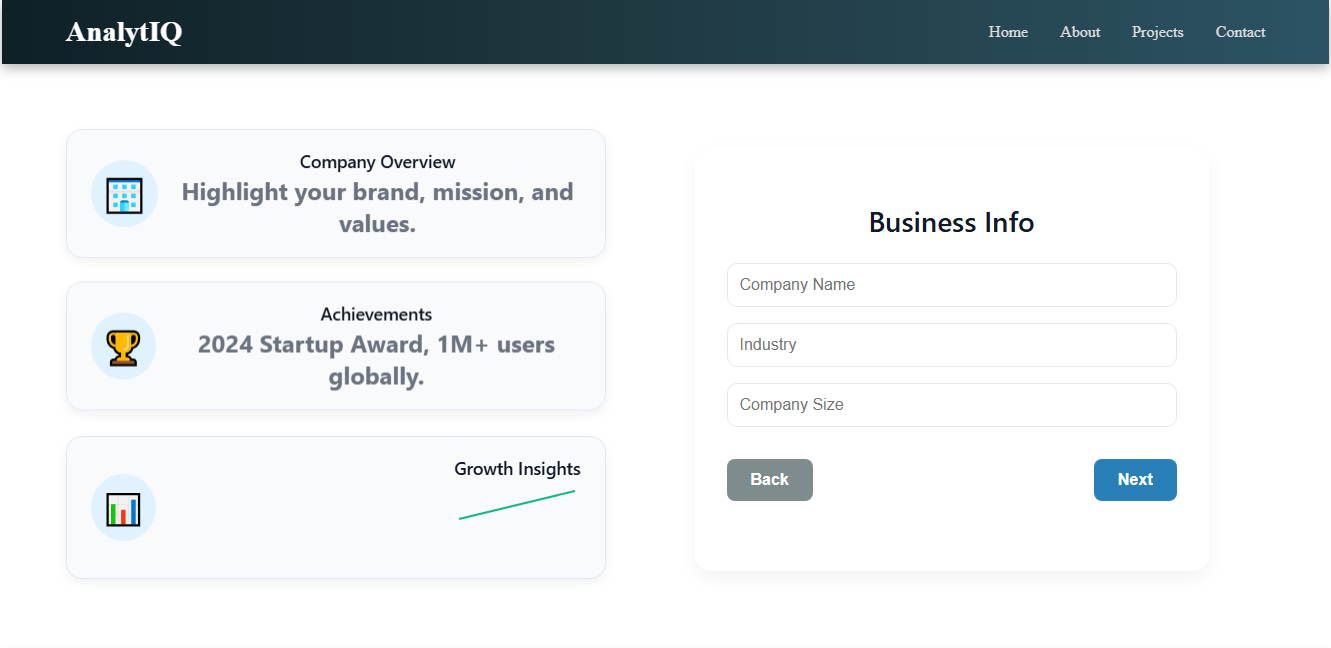 AnalytIQ
Home About Projects Contact
Company Overview
Highlight your brand, mission, and
values.
Achievements
2024 Startup Award, 1M+ users
globally.
Growth Insights
Business Info
Company Name
Industry
Company Size
Back Next